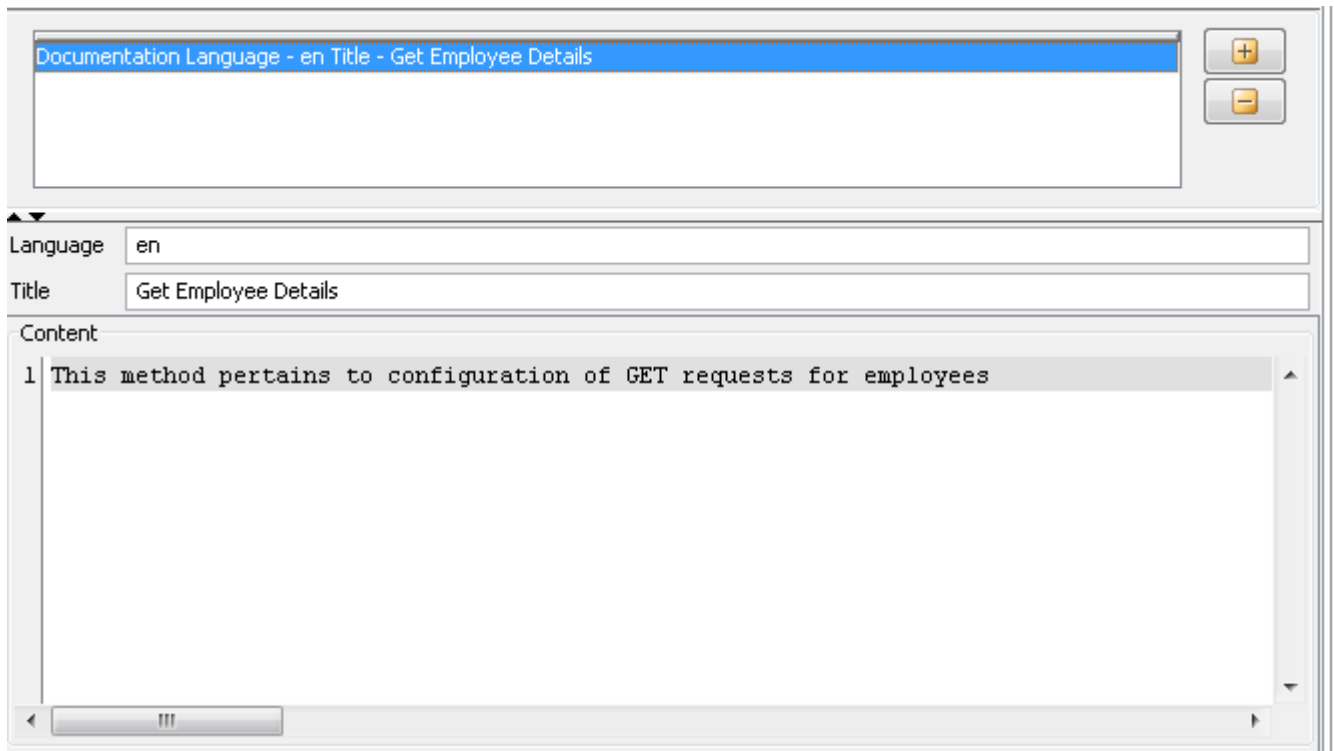 Documentation Language - en Title - Get Employee Details
Language en
Title Get Employee Details
Content
1 This method pertains to configuration of GET requests for employees